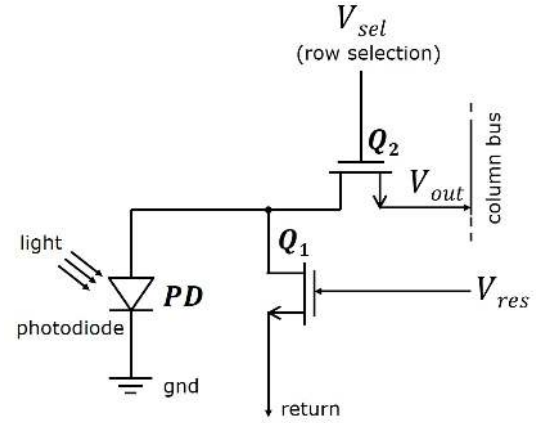 V_sel
(row selection)
Q_2
V_out
column bus
Q_1
light
PD
V_res
photodiode
gnd
return